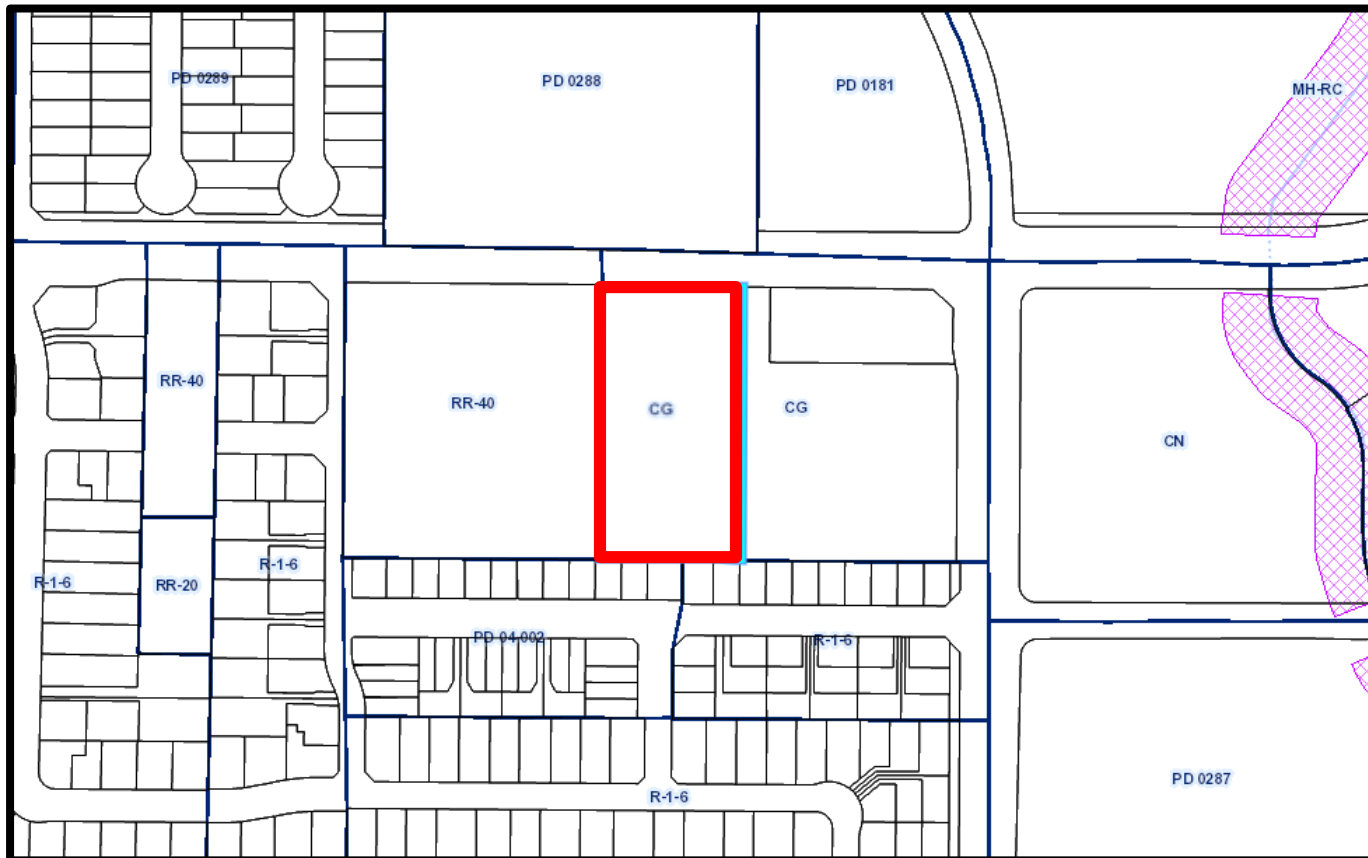 PD 0289
PD 0288
PD 0181
MH-RC
RR-40
RR-40
CG
CG
CN
R-1-6
RR-20
R-1-6
PD 04-002
R-1-6
PD 0287
R-1-6